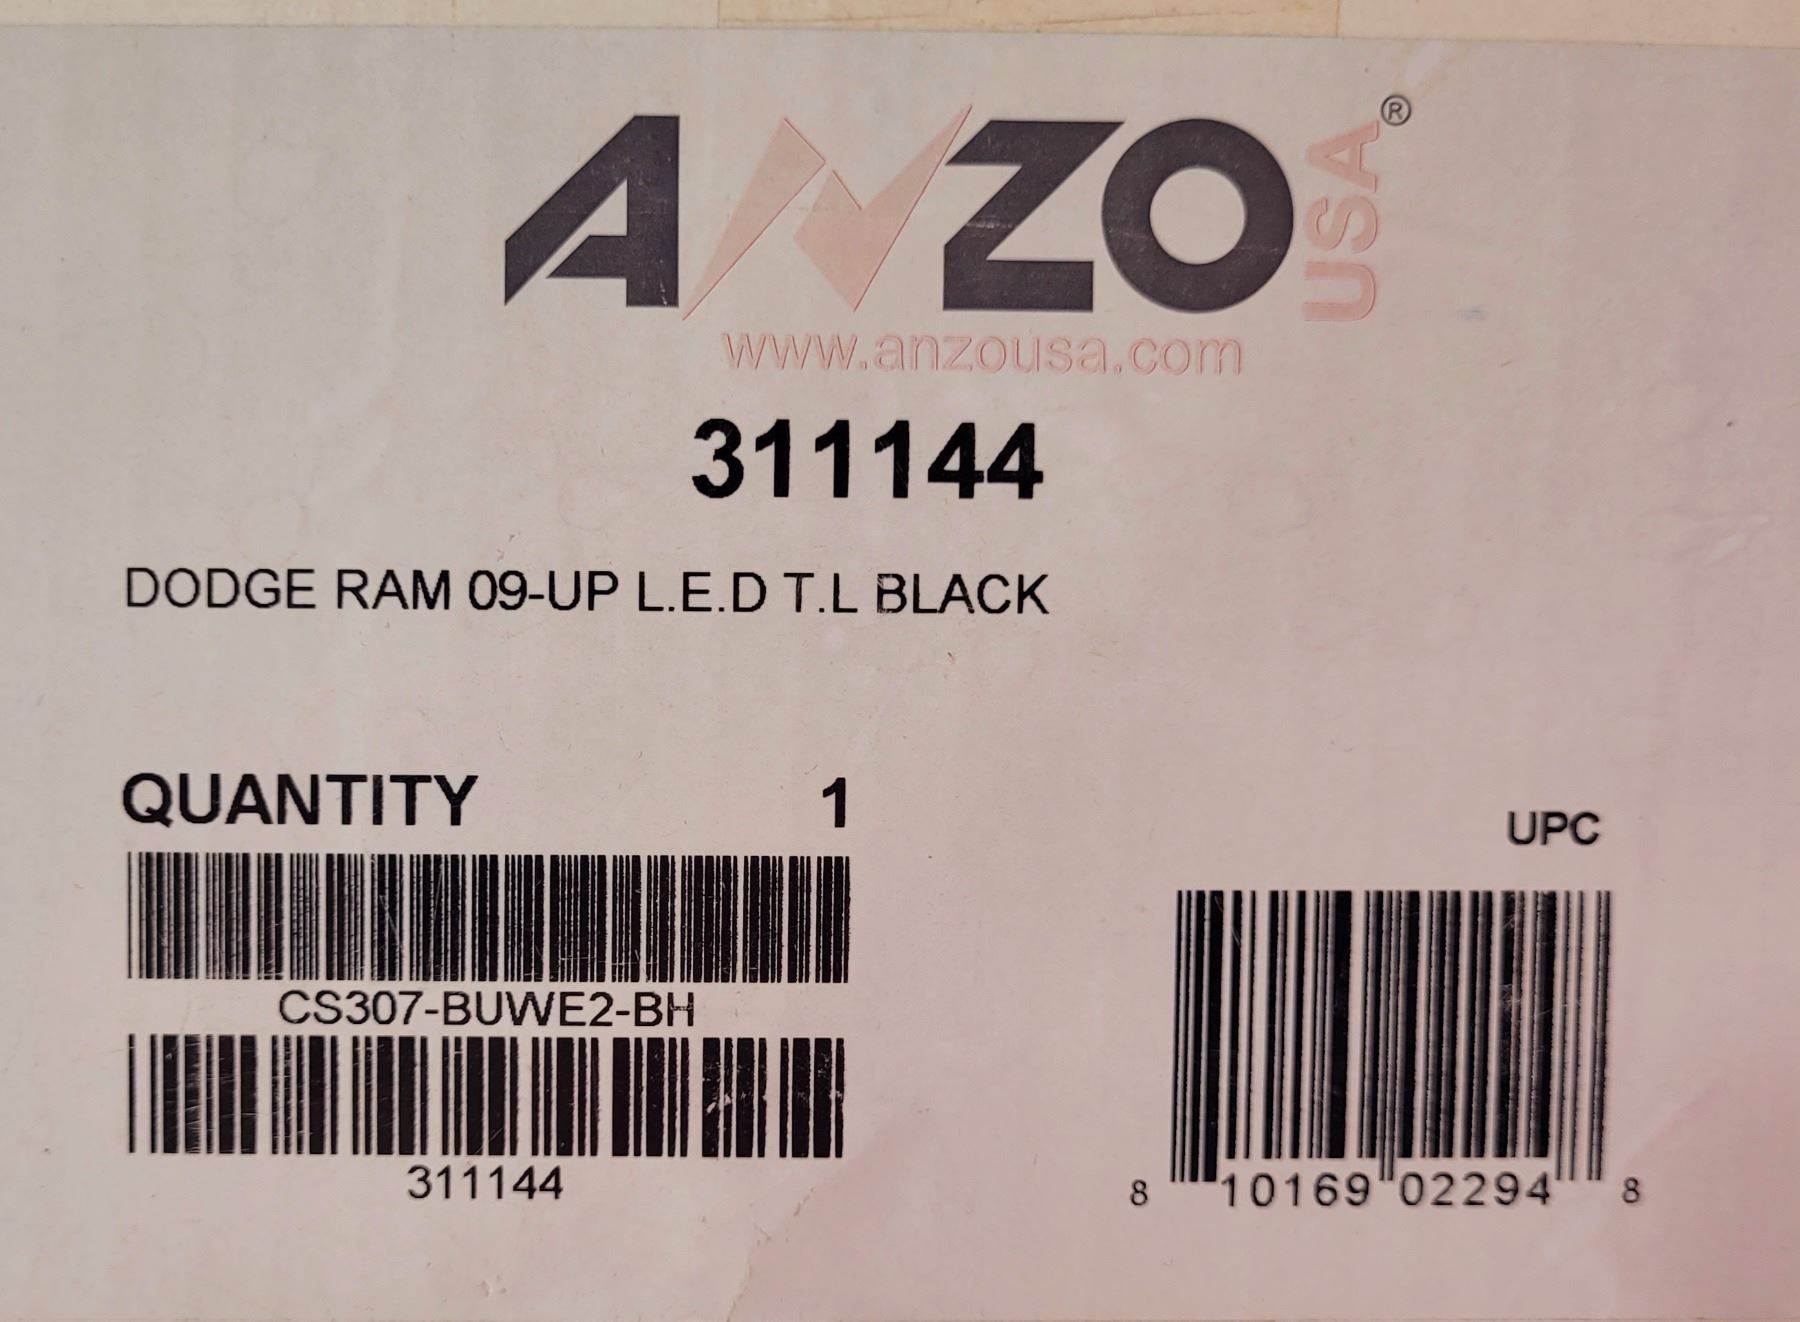 ANZO USA®
www.anzousa.com
311144
DODGE RAM 09-UP L.E.D T.L BLACK
QUANTITY 1
CS307-BUWE2-BH
311144
UPC
8 10169 02294 8